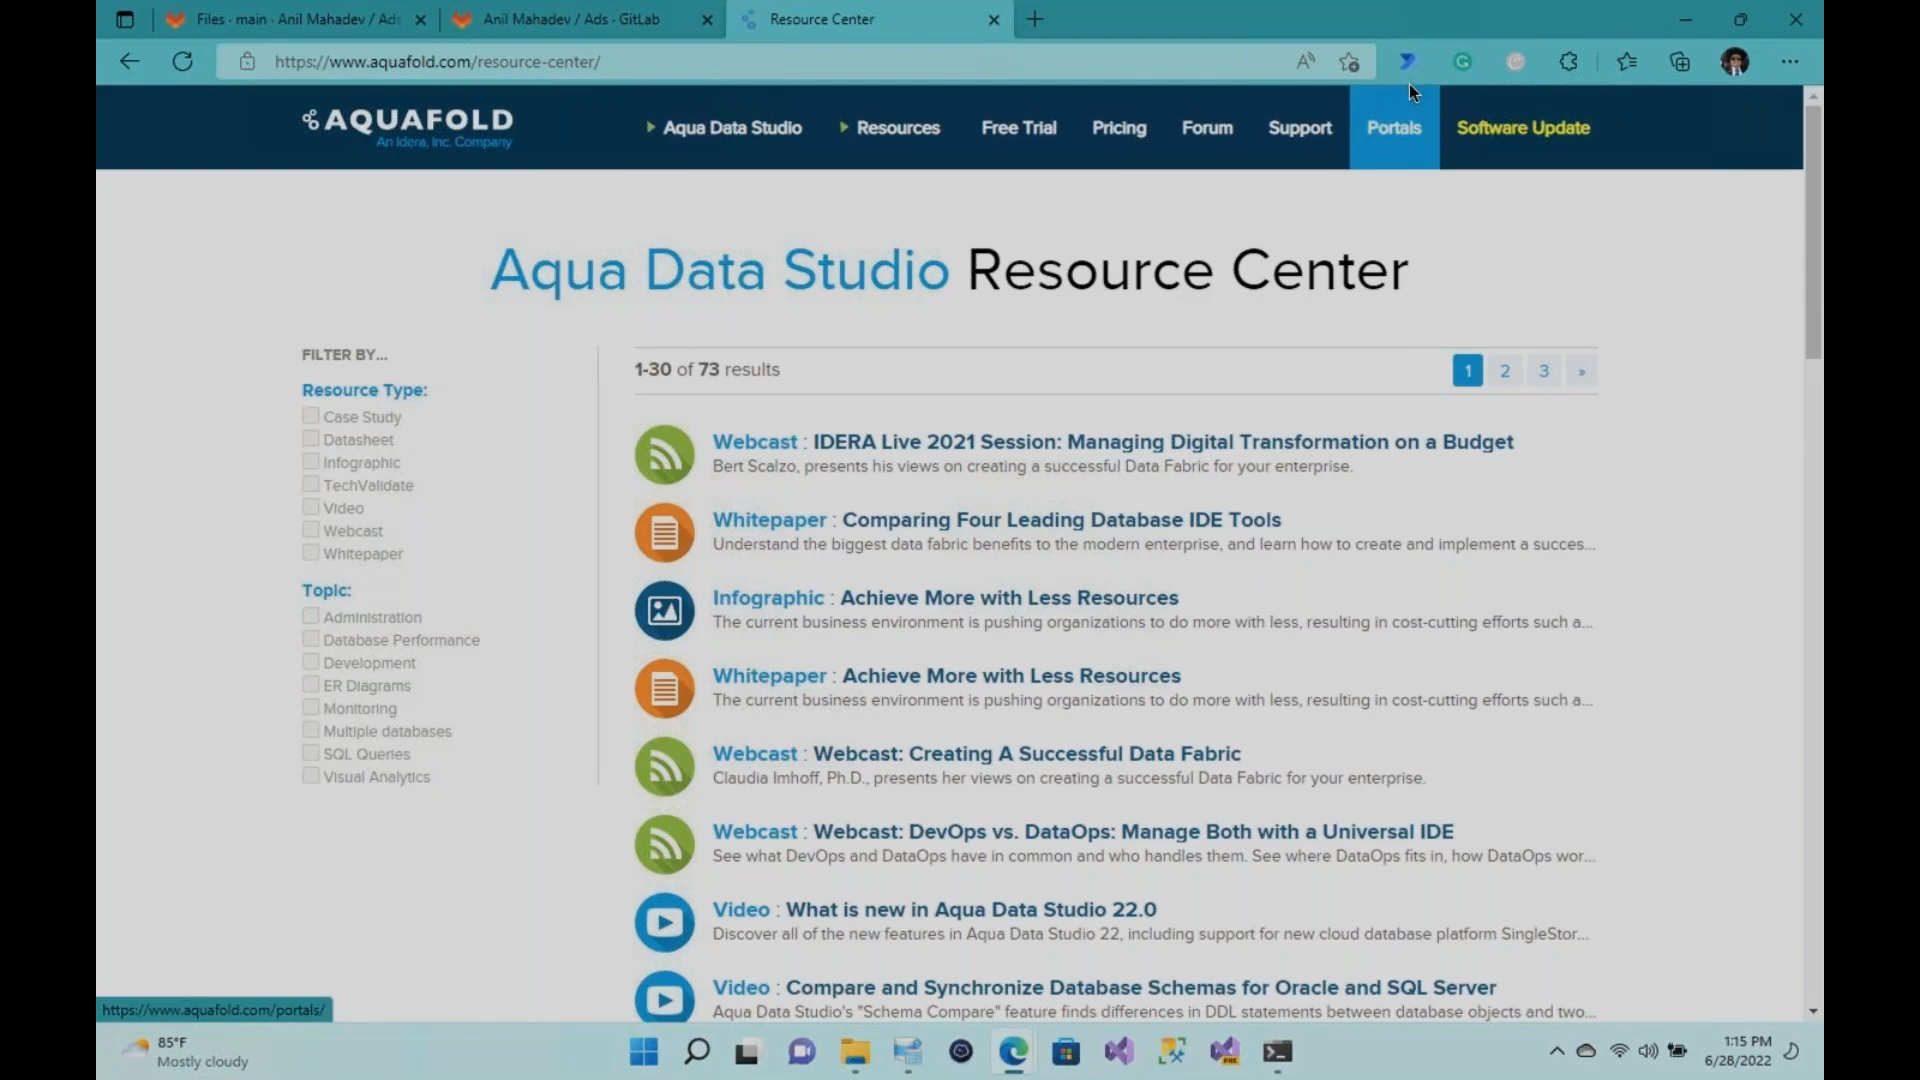 Files · main · Anil Mahadev / Ads
Anil Mahadev / Ads · GitLab
Resource Center
https://www.aquafold.com/resource-center/
AQUAFOLD
An Idera, Inc. Company
Aqua Data Studio
Resources
Free Trial
Pricing
Forum
Support
Portals
Software Update
Aqua Data Studio Resource Center
FILTER BY...
Resource Type:
Case Study
Datasheet
Infographic
TechValidate
Video
Webcast
Whitepaper
Topic:
Administration
Database Performance
Development
ER Diagrams
Monitoring
Multiple databases
SQL Queries
Visual Analytics
1-30 of 73 results
1 2 3 »
Webcast : IDERA Live 2021 Session: Managing Digital Transformation on a Budget
Bert Scalzo, presents his views on creating a successful Data Fabric for your enterprise.
Whitepaper : Comparing Four Leading Database IDE Tools
Understand the biggest data fabric benefits to the modern enterprise, and learn how to create and implement a succes...
Infographic : Achieve More with Less Resources
The current business environment is pushing organizations to do more with less, resulting in cost-cutting efforts such a...
Whitepaper : Achieve More with Less Resources
The current business environment is pushing organizations to do more with less, resulting in cost-cutting efforts such a...
Webcast : Webcast: Creating A Successful Data Fabric
Claudia Imhoff, Ph.D., presents her views on creating a successful Data Fabric for your enterprise.
Webcast : Webcast: DevOps vs. DataOps: Manage Both with a Universal IDE
See what DevOps and DataOps have in common and who handles them. See where DataOps fits in, how DataOps wor...
Video : What is new in Aqua Data Studio 22.0
Discover all of the new features in Aqua Data Studio 22, including support for new cloud database platform SingleStor...
Video : Compare and Synchronize Database Schemas for Oracle and SQL Server
Aqua Data Studio's "Schema Compare" feature finds differences in DDL statements between database objects and two...
https://www.aquafold.com/portals/
85°F
Mostly cloudy
PRE
1:15 PM
6/28/2022